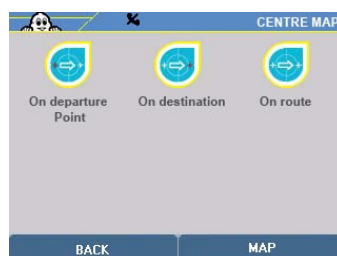 CENTRE MAP
On departure
Point
On destination
On route
BACK
MAP